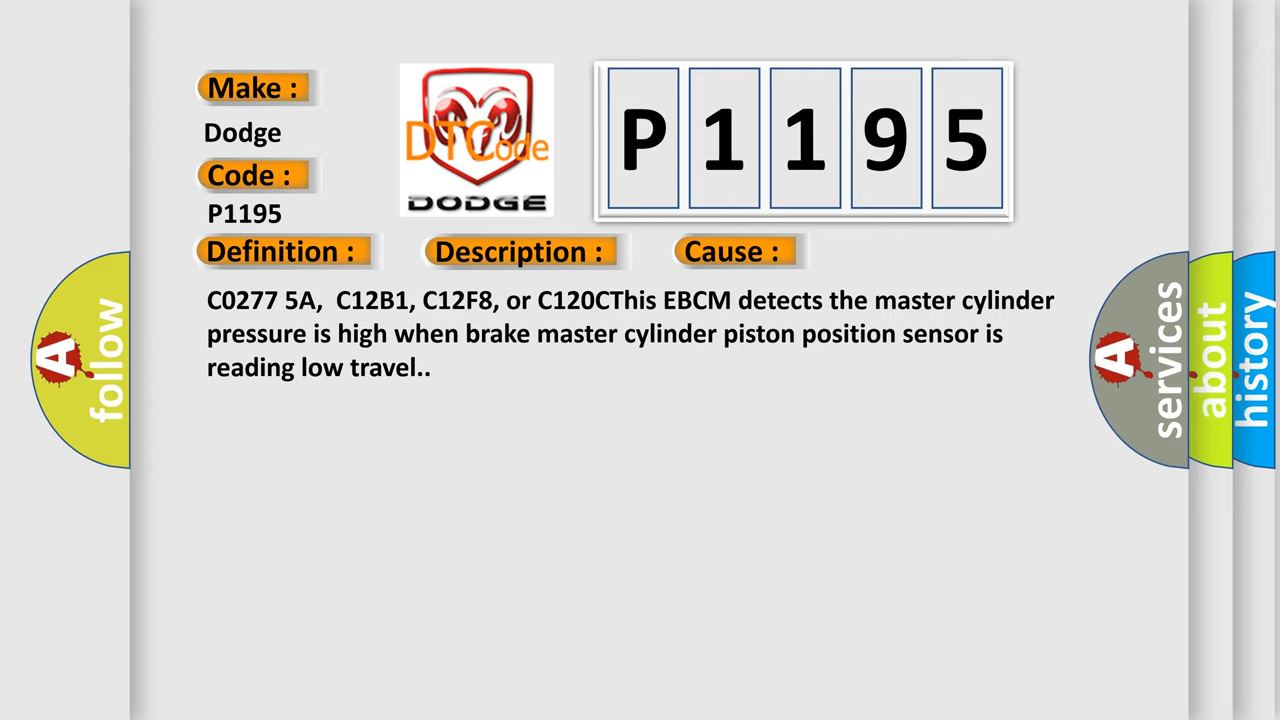 Make :
Dodge
Code :
P1195
DTCode
DODGE
P 1 1 9 5
Definition :
Description :
Cause :
C0277 5A,  C12B1, C12F8, or C120CThis EBCM detects the master cylinder
pressure is high when brake master cylinder piston position sensor is
reading low travel..
A follow
A services
about
history